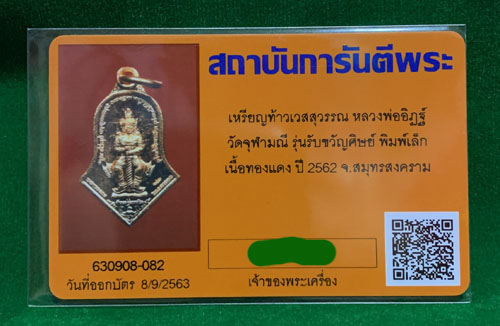 สถาบันการันตีพระ
เหรียญท้าวเวสสุวรรณ หลวงพ่ออิฏฐ์
วัดจุฬามณี รุ่นรับขวัญศิษย์ พิมพ์เล็ก
เนื้อทองแดง ปี 2562 จ.สมุทรสงคราม
630908-082
วันที่ออกบัตร 8/9/2563
เจ้าของพระเครื่อง